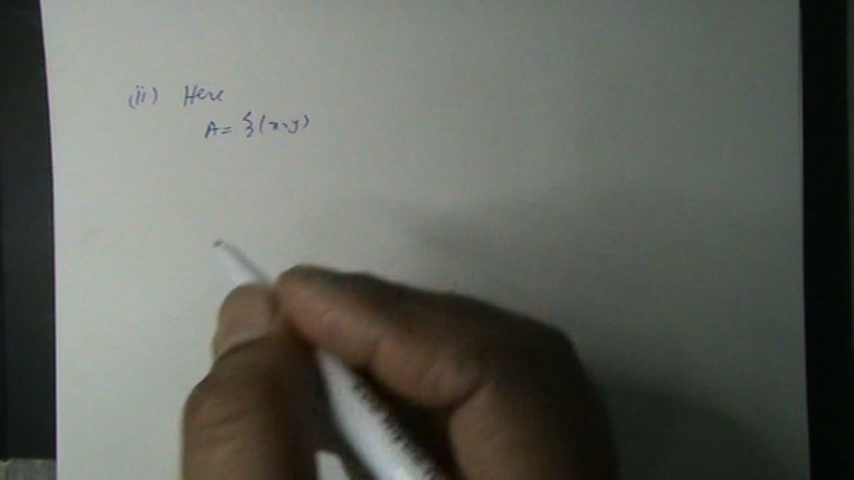 (ii) Here
A = {(x, y)